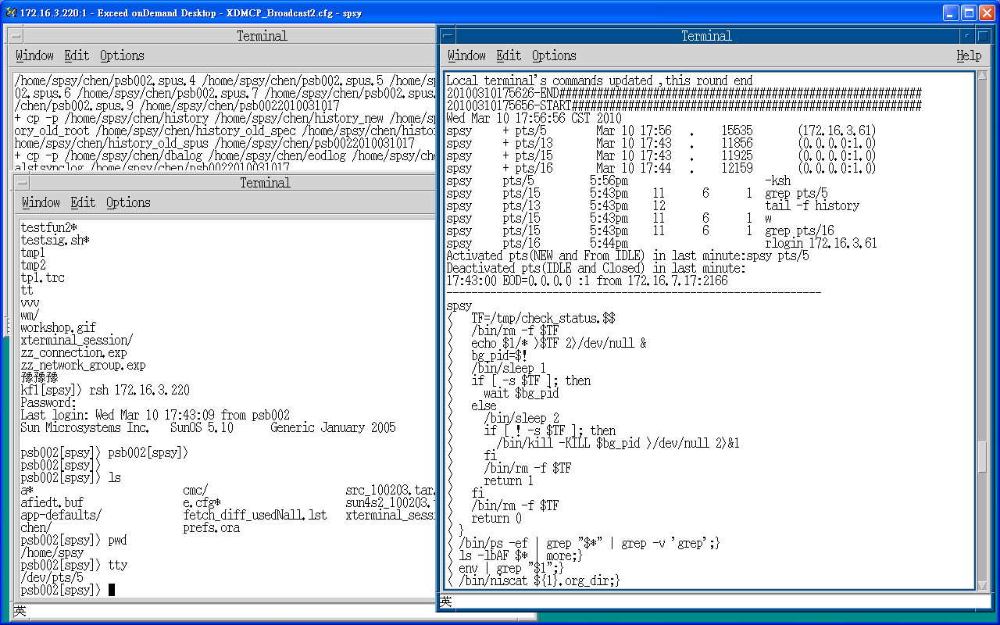 172.16.3.220:1 - Exceed onDemand Desktop - XDMCP_Broadcast2.cfg - spsy
Terminal
Window Edit Options
/home/spsy/chen/psb002.spus.4 /home/spsy/chen/psb002.spus.5 /home/sp
02.spus.6 /home/spsy/chen/psb002.spus.7 /home/spsy/chen/psb002.spus.
/chen/psb002.spus.9 /home/spsy/chen/psb0022010031017
+ cp -p /home/spsy/chen/history /home/spsy/chen/history_new /home/sp
ory_old_root /home/spsy/chen/history_old_spec /home/spsy/chen/histor
home/spsy/chen/history_old_spus /home/spsy/chen/psb0022010031017
+ cp -p /home/spsy/chen/dbalog /home/spsy/chen/eodlog /home/spsy/che
alstsynclog /home/spsy/chen/psb0022010031017
Terminal
Window Edit Options
testfun2*
testsig.sh*
tmp1
tmp2
tpl.trc
tt
vvv
wm/
workshop.gif
xterminal_session/
zz_connection.exp
zz_network_group.exp
豫豫豫
kf1[spsy]> rsh 172.16.3.220
Password:
Last login: Wed Mar 10 17:43:09 from psb002
Sun Microsystems Inc. SunOS 5.10 Generic January 2005
psb002[spsy]> psb002[spsy]>
psb002[spsy]>
psb002[spsy]> ls
a* cmc/ src_100203.tar.
afiedt.buf e.cfg* sun4s2_100203.
app-defaults/ fetch_diff_usedNall.lst xterminal_sess
chen/ prefs.ora
psb002[spsy]> pwd
/home/spsy
psb002[spsy]> tty
/dev/pts/5
psb002[spsy]>
英
Terminal
Window Edit Options Help
Local terminal's commands updated ,this round end
20100310175626-END##########################################################
20100310175656-START########################################################
Wed Mar 10 17:56:56 CST 2010
spsy + pts/5 Mar 10 17:56 . 15535 (172.16.3.61)
spsy + pts/13 Mar 10 17:43 . 11856 (0.0.0.0:1.0)
spsy + pts/15 Mar 10 17:43 . 11925 (0.0.0.0:1.0)
spsy + pts/16 Mar 10 17:44 . 12159 (0.0.0.0:1.0)
spsy pts/5 5:56pm -ksh
spsy pts/15 5:43pm 11 6 1 grep pts/5
spsy pts/13 5:43pm 12 tail -f history
spsy pts/15 5:43pm 11 6 1 w
spsy pts/15 5:43pm 11 6 1 grep pts/16
spsy pts/16 5:44pm rlogin 172.16.3.61
Activated pts(NEW and From IDLE) in last minute:spsy pts/5
Deactivated pts(IDLE and Closed) in last minute:
17:43:00 EOD=0.0.0.0 :1 from 172.16.7.17:2166
------------------------------------------------------------
spsy
< TF=/tmp/check_status.$$
< /bin/rm -f $TF
< echo $1/* >$TF 2>/dev/null &
< bg_pid=$!
< /bin/sleep 1
< if [ -s $TF ]; then
< wait $bg_pid
< else
< /bin/sleep 2
< if [ ! -s $TF ]; then
< /bin/kill -KILL $bg_pid >/dev/null 2>&1
< fi
< /bin/rm -f $TF
< return 1
< fi
< /bin/rm -f $TF
< return 0
< }
< /bin/ps -ef | grep "$*" | grep -v 'grep';}
< ls -lbAF $* | more;}
< env | grep "$1";}
< /bin/niscat ${1}.org_dir;}
英